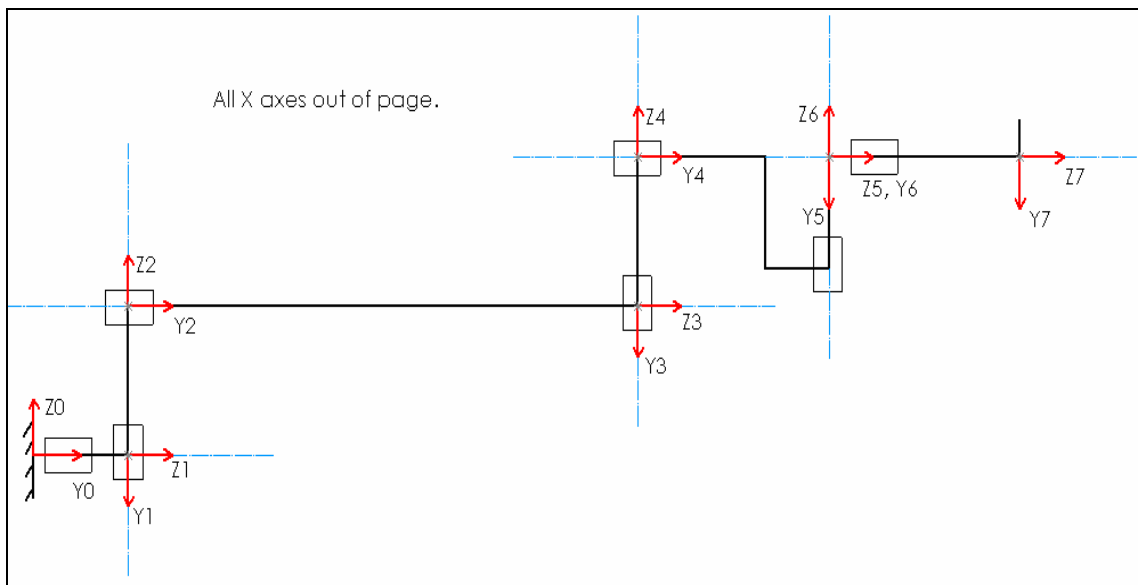 All X axes out of page.
Z4
Z6
Y4
Z5, Y6
Z7
Y5
Y7
Z2
Y2
Z3
Y3
Z0
Z1
Y0
Y1